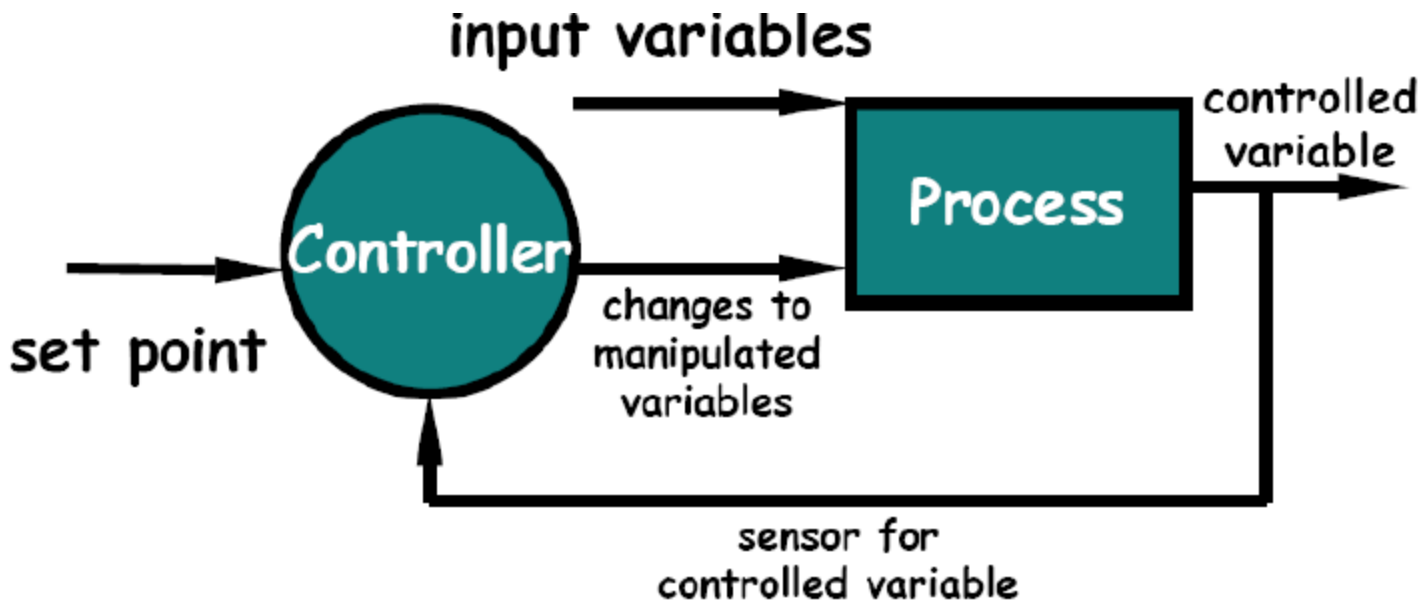 input variables
controlled
variable
Process
Controller
set point
changes to
manipulated
variables
sensor for
controlled variable